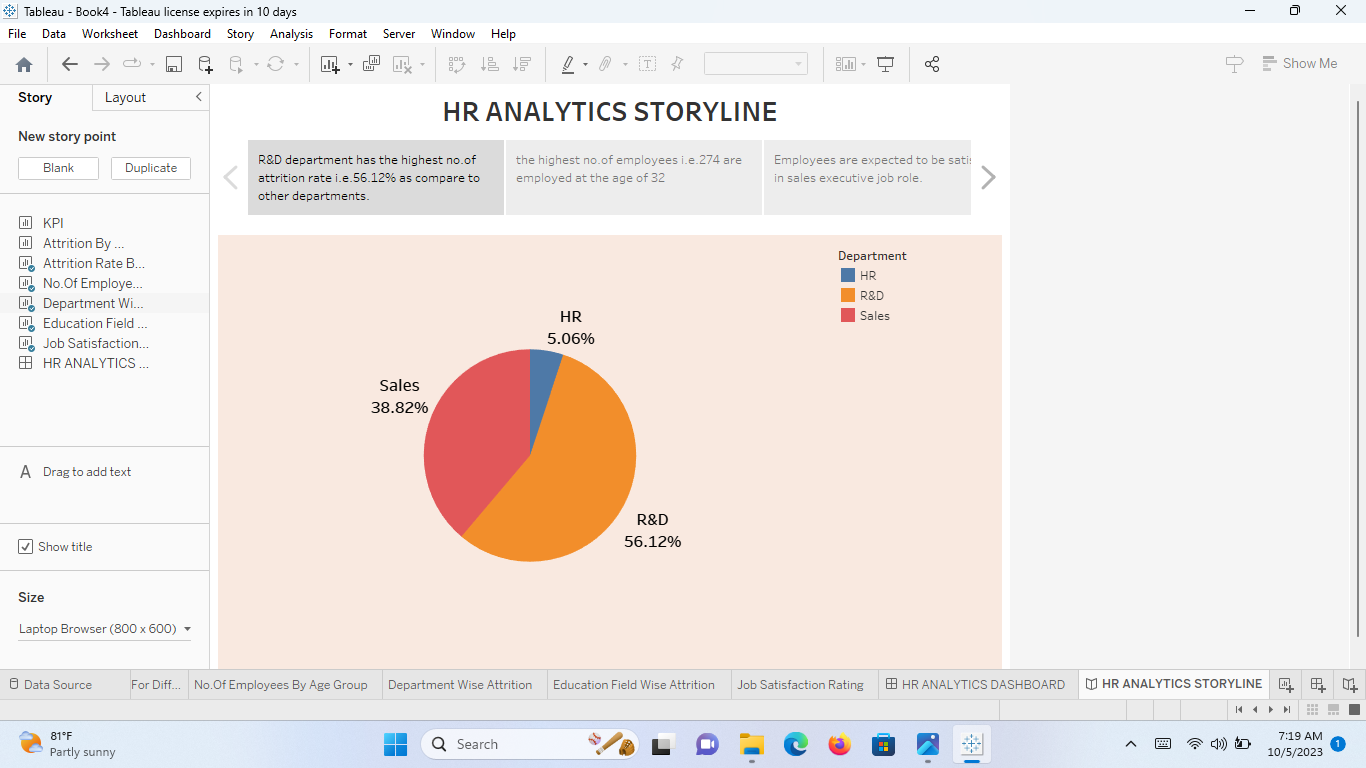 Tableau - Book4 - Tableau license expires in 10 days
File Data Worksheet Dashboard Story Analysis Format Server Window Help
Show Me
Story Layout
New story point
Blank Duplicate
KPI
Attrition By ...
Attrition Rate B...
No.Of Employe...
Department Wi...
Education Field ...
Job Satisfaction...
HR ANALYTICS ...
A Drag to add text
Show title
Size
Laptop Browser (800 x 600)
HR ANALYTICS STORYLINE
R&D department has the highest no.of
attrition rate i.e.56.12% as compare to
other departments.
the highest no.of employees i.e.274 are
employed at the age of 32
Employees are expected to be satis
in sales executive job role.
Department
HR
R&D
Sales
HR
5.06%
Sales
38.82%
R&D
56.12%
Data Source For Diff... No.Of Employees By Age Group Department Wise Attrition Education Field Wise Attrition Job Satisfaction Rating HR ANALYTICS DASHBOARD HR ANALYTICS STORYLINE
81°F
Partly sunny
Search
7:19 AM
10/5/2023
1